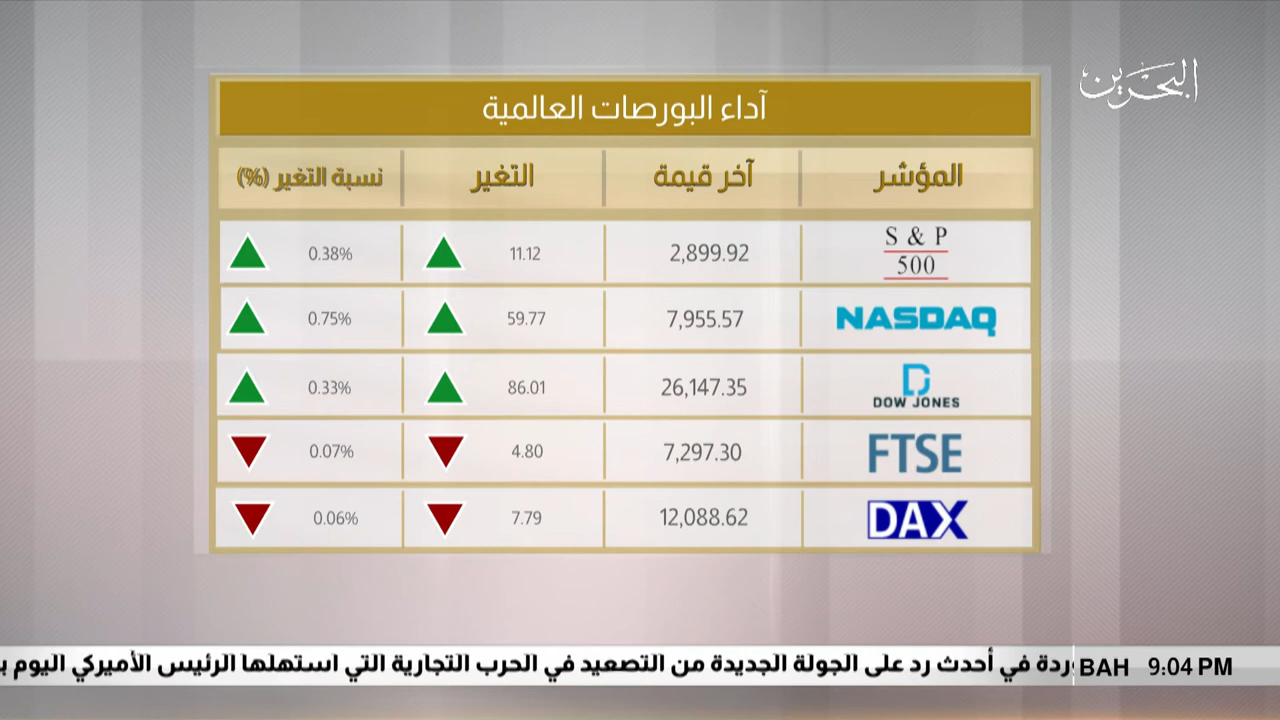 البحرين
آداء البورصات العالمية
المؤشر آخر قيمة التغير نسبة التغير (%)
S & P 500 2,899.92 11.12 0.38%
NASDAQ 7,955.57 59.77 0.75%
DOW JONES 26,147.35 86.01 0.33%
FTSE 7,297.30 4.80 0.07%
DAX 12,088.62 7.79 0.06%
في أحدث رد على الجولة الجديدة من التصعيد في الحرب التجارية التي استهلها الرئيس الأميركي اليوم
BAH 9:04 PM